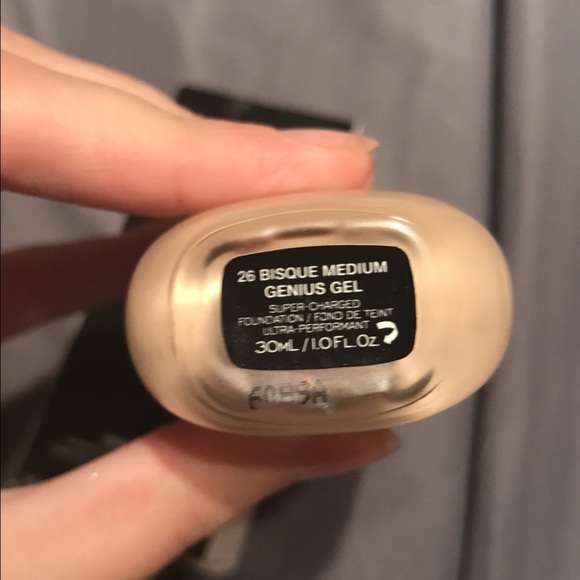 26 BISQUE MEDIUM
GENIUS GEL
SUPER-CHARGED
FOUNDATION / FOND DE TEINT
ULTRA-PERFORMANT
30ML / 1.0 FL.OZ